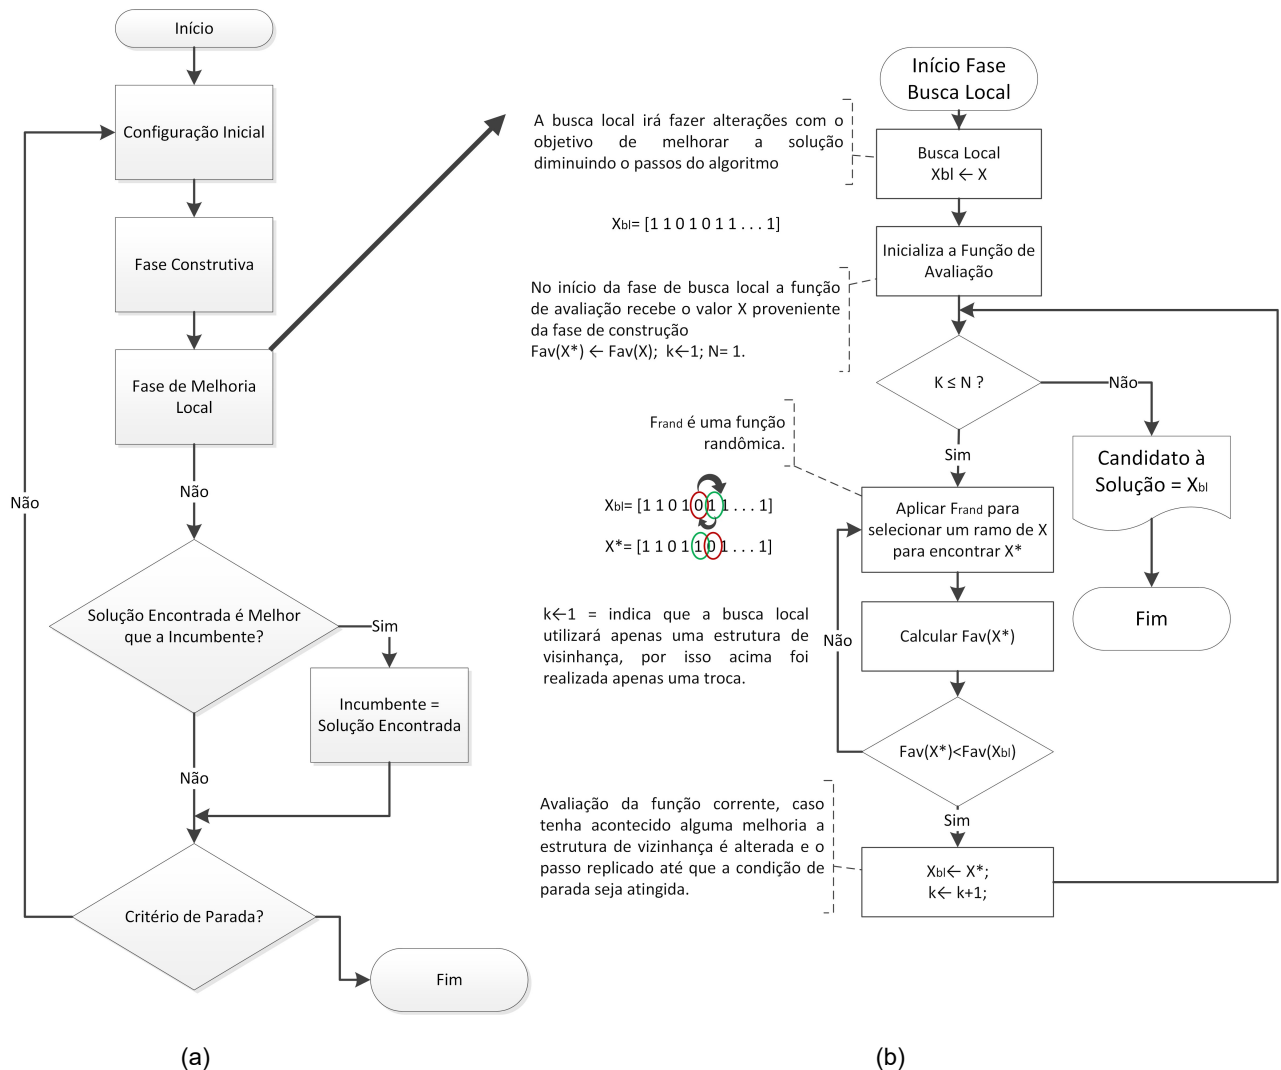 Início
Configuração Inicial
Fase Construtiva
Fase de Melhoria
Local
Não
Não
Solução Encontrada é Melhor
que a Incumbente?
Sim
Incumbente =
Solução Encontrada
Não
Critério de Parada?
Fim
(a)
Início Fase
Busca Local
A busca local irá fazer alterações com o
objetivo de melhorar a solução
diminuindo o passos do algoritmo
Busca Local
Xbl ← X
Xbl= [1 1 0 1 0 1 1 . . . 1]
Inicializa a Função de
Avaliação
No início da fase de busca local a função
de avaliação recebe o valor X proveniente
da fase de construção
Fav(X*) ← Fav(X); k←1; N= 1.
K ≤ N ?
Não
Sim
Candidato à
Solução = Xbl
Fim
Frand é uma função
randômica.
Aplicar Frand para
selecionar um ramo de X
para encontrar X*
Xbl= [1 1 0 1 0 1 1 . . . 1]
X*= [1 1 0 1 1 0 1 . . . 1]
k←1 = indica que a busca local
utilizará apenas uma estrutura de
visinhança, por isso acima foi
realizada apenas uma troca.
Calcular Fav(X*)
Não
Fav(X*)<Fav(Xbl)
Sim
Avaliação da função corrente, caso
tenha acontecido alguma melhoria a
estrutura de vizinhança é alterada e o
passo replicado até que a condição de
parada seja atingida.
Xbl← X*;
k← k+1;
(b)